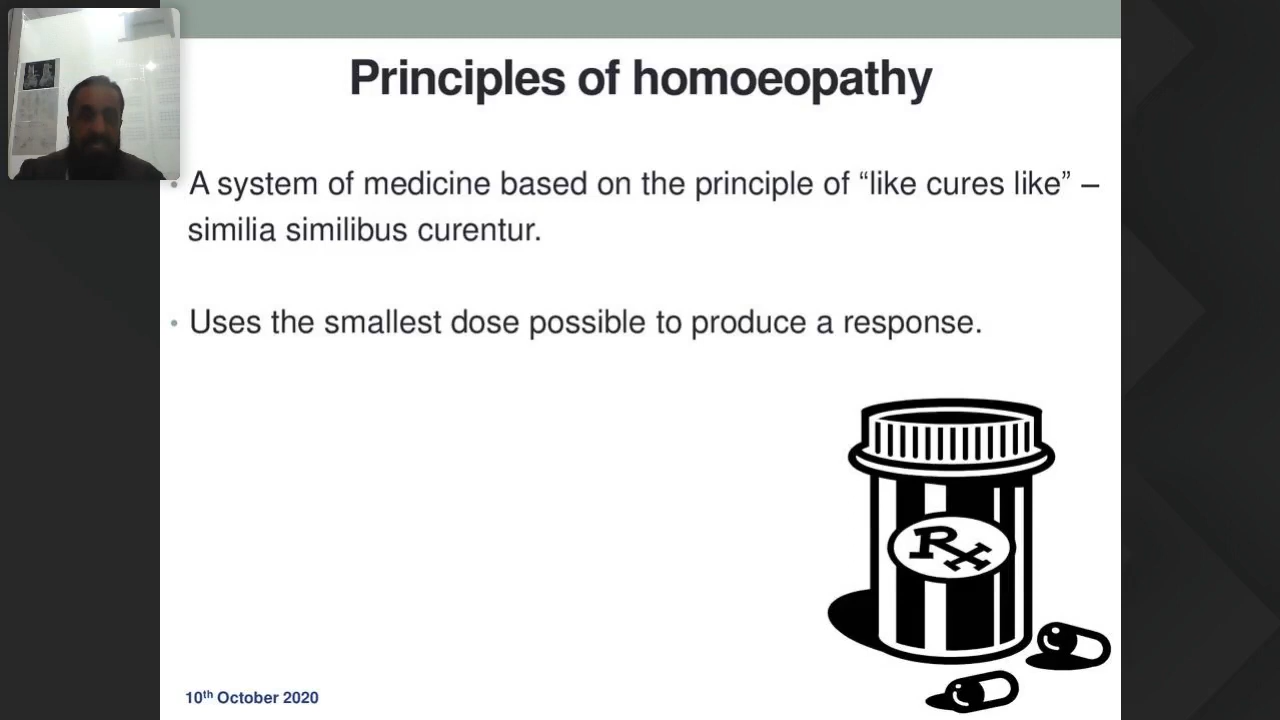 Principles of homoeopathy
• A system of medicine based on the principle of “like cures like” –
similia similibus curentur.
• Uses the smallest dose possible to produce a response.
Rx
10th October 2020